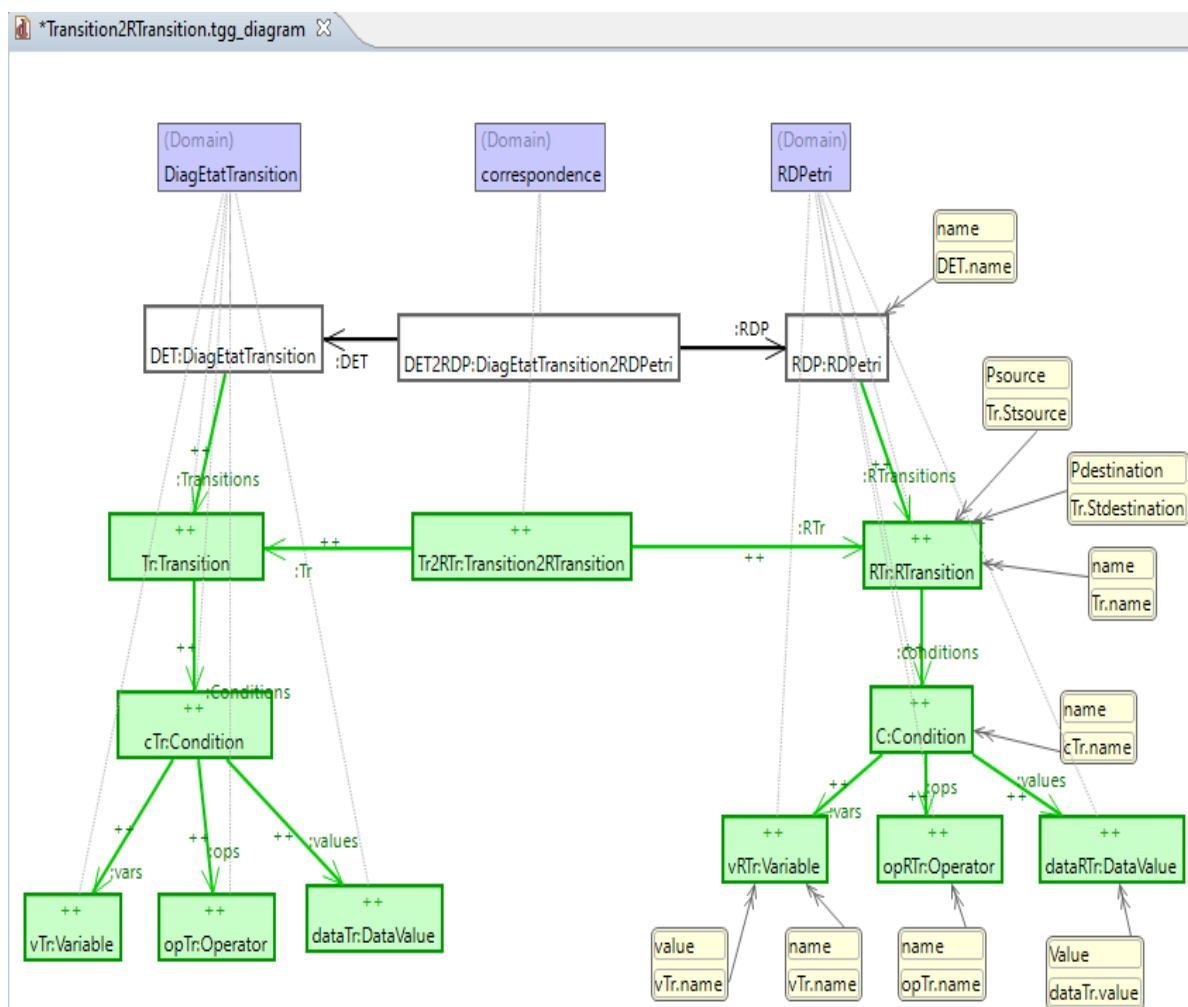 *Transition2RTransition.tgg_diagram
(Domain)
DiagEtatTransition
(Domain)
correspondence
(Domain)
RDPetri
name
DET.name
DET:DiagEtatTransition
:DET
DET2RDP:DiagEtatTransition2RDPetri
:RDP
RDP:RDPetri
Psource
Tr.Stsource
++
:Transitions
++
:RTransitions
Pdestination
Tr.Stdestination
++
Tr:Transition
++
:Tr
++
Tr2RTr:Transition2RTransition
++
:RTr
++
RTr:RTransition
name
Tr.name
++
:Conditions
++
:conditions
++
cTr:Condition
++
C:Condition
name
cTr.name
++
:vars
++
:ops
++
:values
++
:vars
++
:ops
++
:values
++
vTr:Variable
++
opTr:Operator
++
dataTr:DataValue
++
vRTr:Variable
++
opRTr:Operator
++
dataRTr:DataValue
value
vTr.name
name
vTr.name
name
opTr.name
Value
dataTr.value